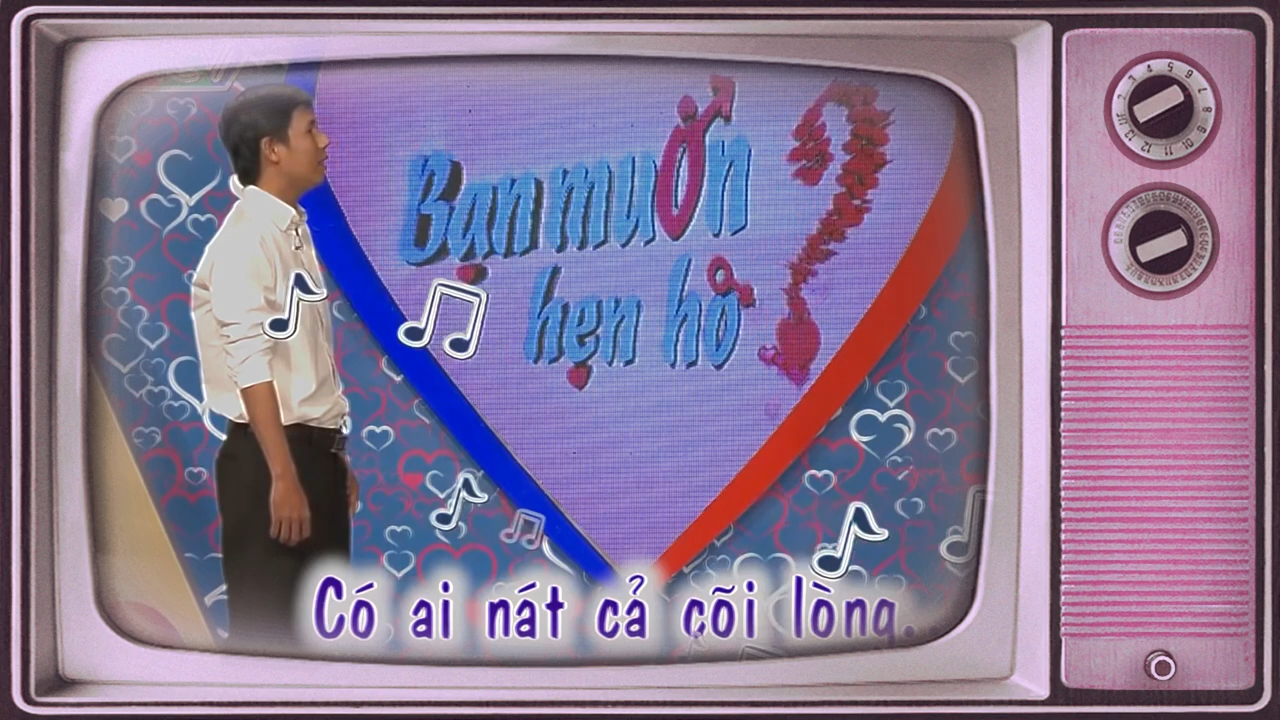 Bạn muốn
hẹn hò
Có ai nát cả cõi lòng.